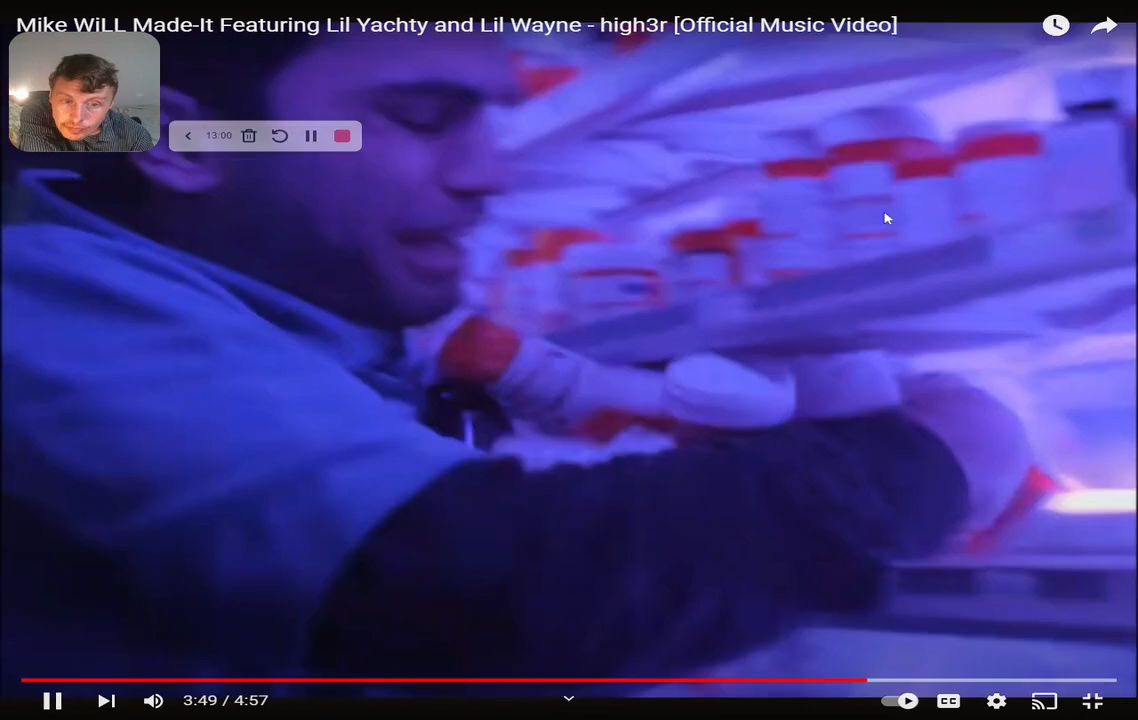 Mike WiLL Made-It Featuring Lil Yachty and Lil Wayne - high3r [Official Music Video]
13:00
3:49 / 4:57
CC